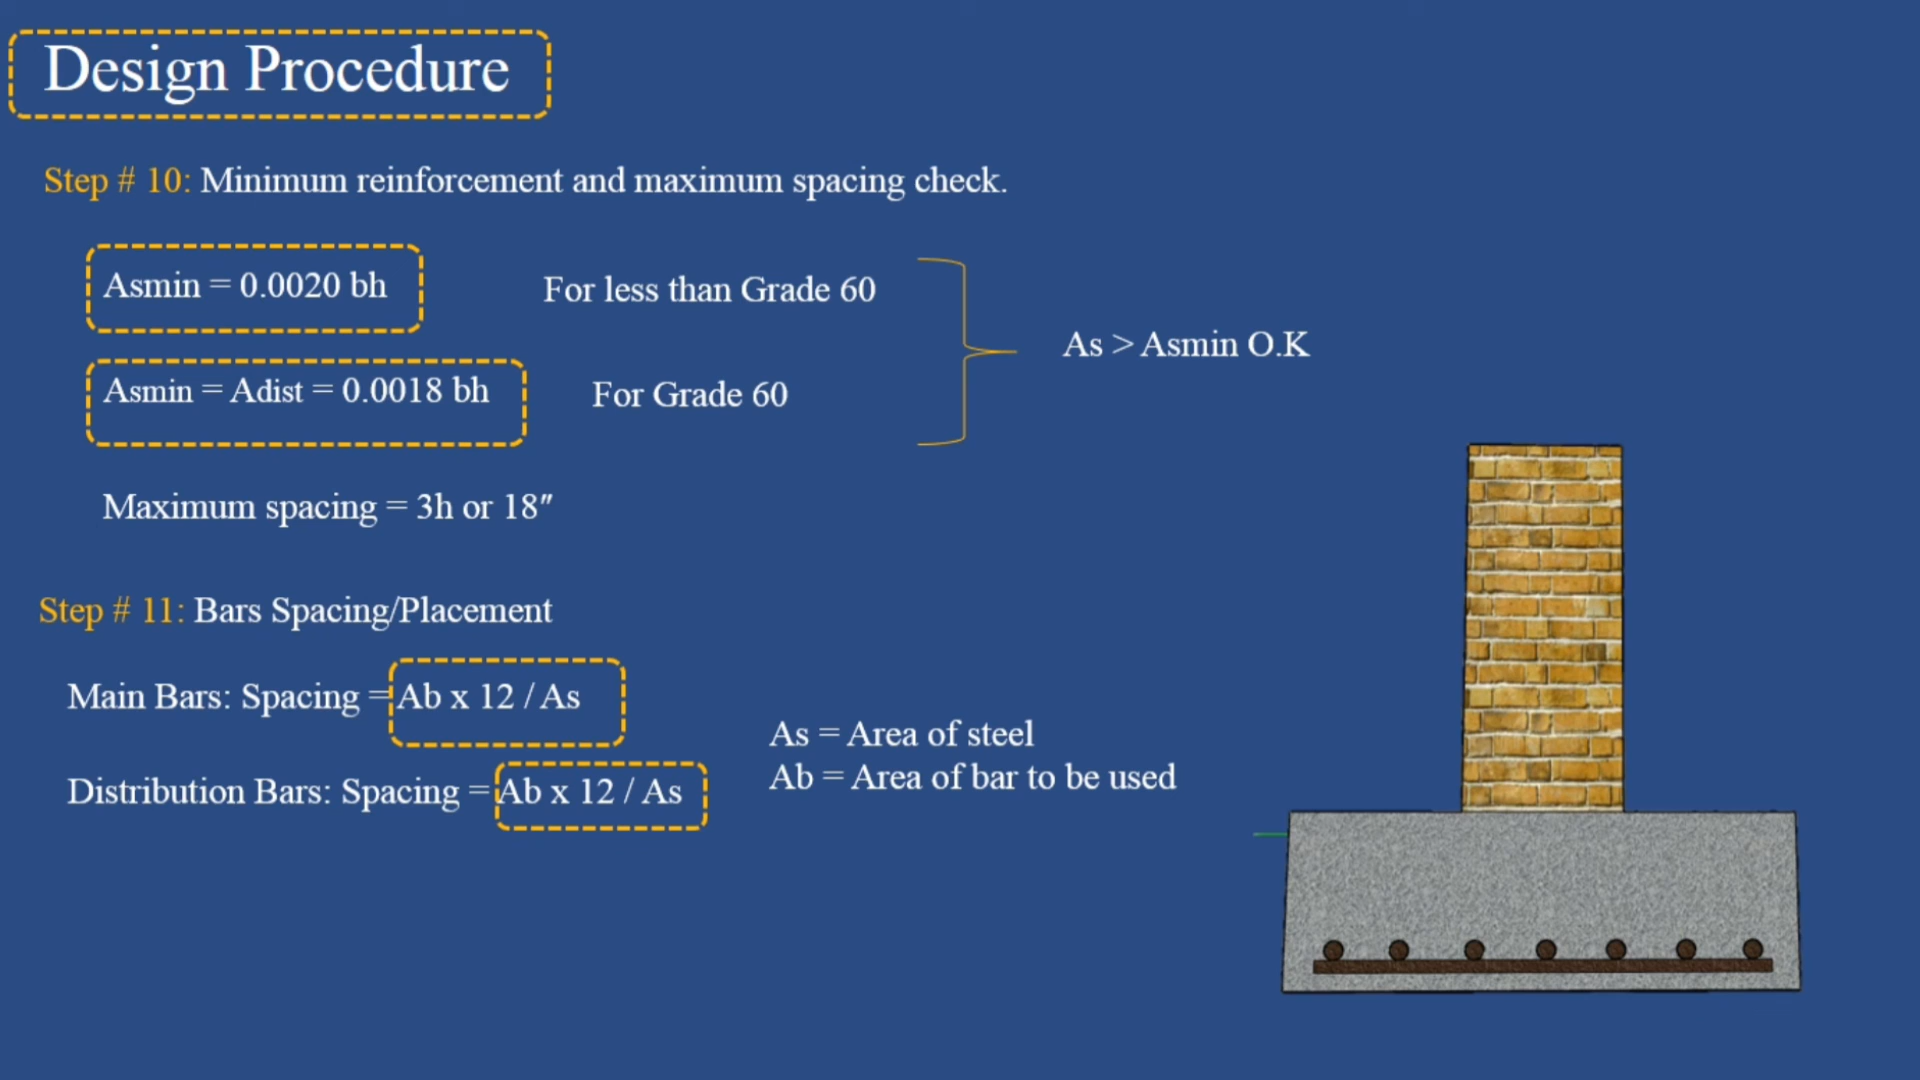 Design Procedure
Step # 10: Minimum reinforcement and maximum spacing check.
Asmin = 0.0020 bh
For less than Grade 60
As > Asmin O.K
Asmin = Adist = 0.0018 bh
For Grade 60
Maximum spacing = 3h or 18″
Step # 11: Bars Spacing/Placement
Main Bars: Spacing = Ab x 12 / As
As = Area of steel
Ab = Area of bar to be used
Distribution Bars: Spacing = Ab x 12 / As